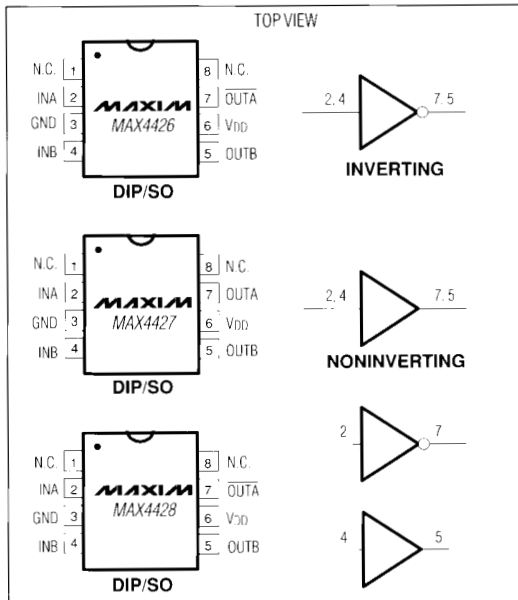 TOP VIEW
N.C. 1 8 N.C.
INA 2 7 OUTA
GND 3 6 VDD
INB 4 5 OUTB
MAXIM
MAX4426
DIP/SO
2, 4 7, 5
INVERTING
N.C. 1 8 N.C.
INA 2 7 OUTA
GND 3 6 VDD
INB 4 5 OUTB
MAXIM
MAX4427
DIP/SO
2, 4 7, 5
NONINVERTING
N.C. 1 8 N.C.
INA 2 7 OUTA
GND 3 6 VDD
INB 4 5 OUTB
MAXIM
MAX4428
DIP/SO
2 7
4 5